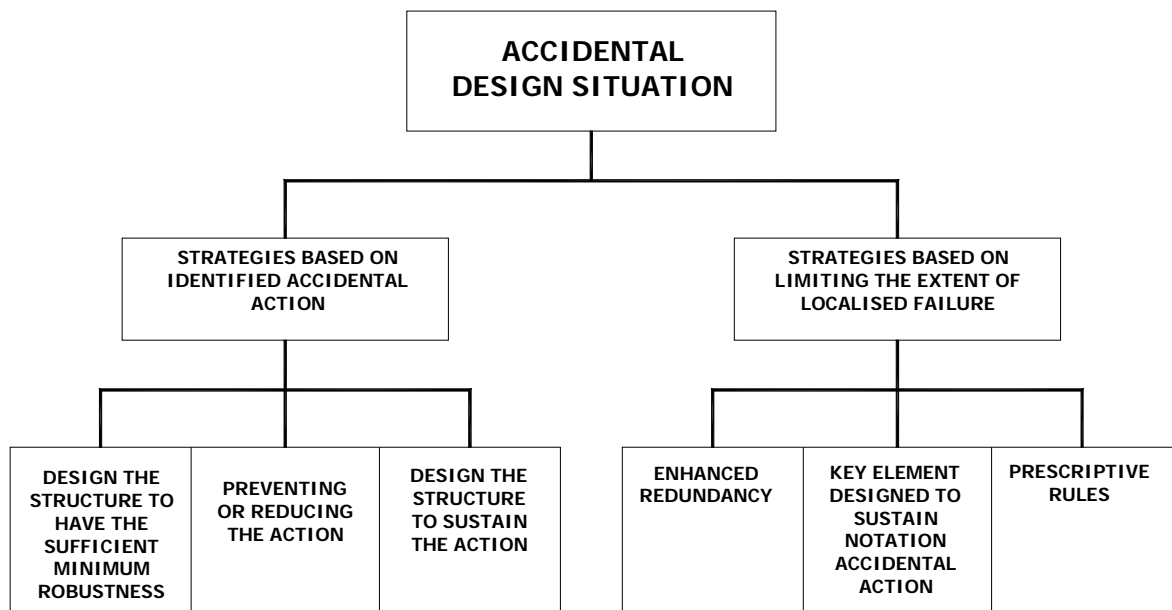 ACCIDENTAL
DESIGN SITUATION
STRATEGIES BASED ON
IDENTIFIED ACCIDENTAL
ACTION
STRATEGIES BASED ON
LIMITING THE EXTENT OF
LOCALISED FAILURE
DESIGN THE
STRUCTURE TO
HAVE THE
SUFFICIENT
MINIMUM
ROBUSTNESS
PREVENTING
OR REDUCING
THE ACTION
DESIGN THE
STRUCTURE
TO SUSTAIN
THE ACTION
ENHANCED
REDUNDANCY
KEY ELEMENT
DESIGNED TO
SUSTAIN
NOTATION
ACCIDENTAL
ACTION
PRESCRIPTIVE
RULES